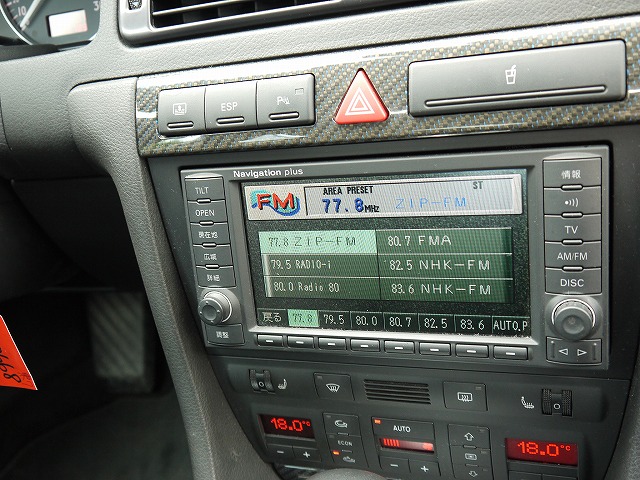 ESP
P
Navigation plus
TILT
OPEN
現在地
広域
詳細
調整
情報
TV
AM/FM
DISC
FM
AREA PRESET
ST
77.8MHz ZIP-FM
77.8 ZIP-FM 80.7 FMA
79.5 RADIO-i 82.5 NHK-FM
80.0 Radio 80 83.6 NHK-FM
戻る 77.8 79.5 80.0 80.7 82.5 83.6 AUTO.P
AUTO
ECON
18.0°C
18.0°C